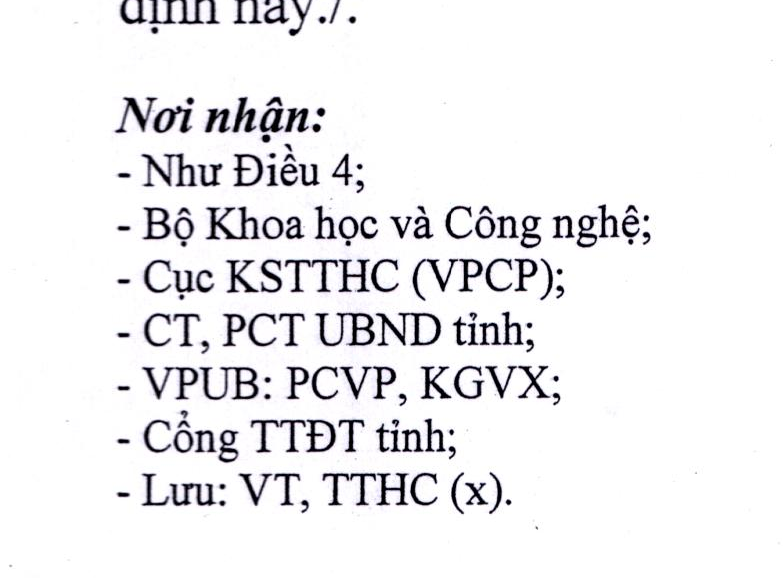 định này./.
Nơi nhận:
- Như Điều 4;
- Bộ Khoa học và Công nghệ;
- Cục KSTTHC (VPCP);
- CT, PCT UBND tỉnh;
- VPUB: PCVP, KGVX;
- Cổng TTĐT tỉnh;
- Lưu: VT, TTHC (x).